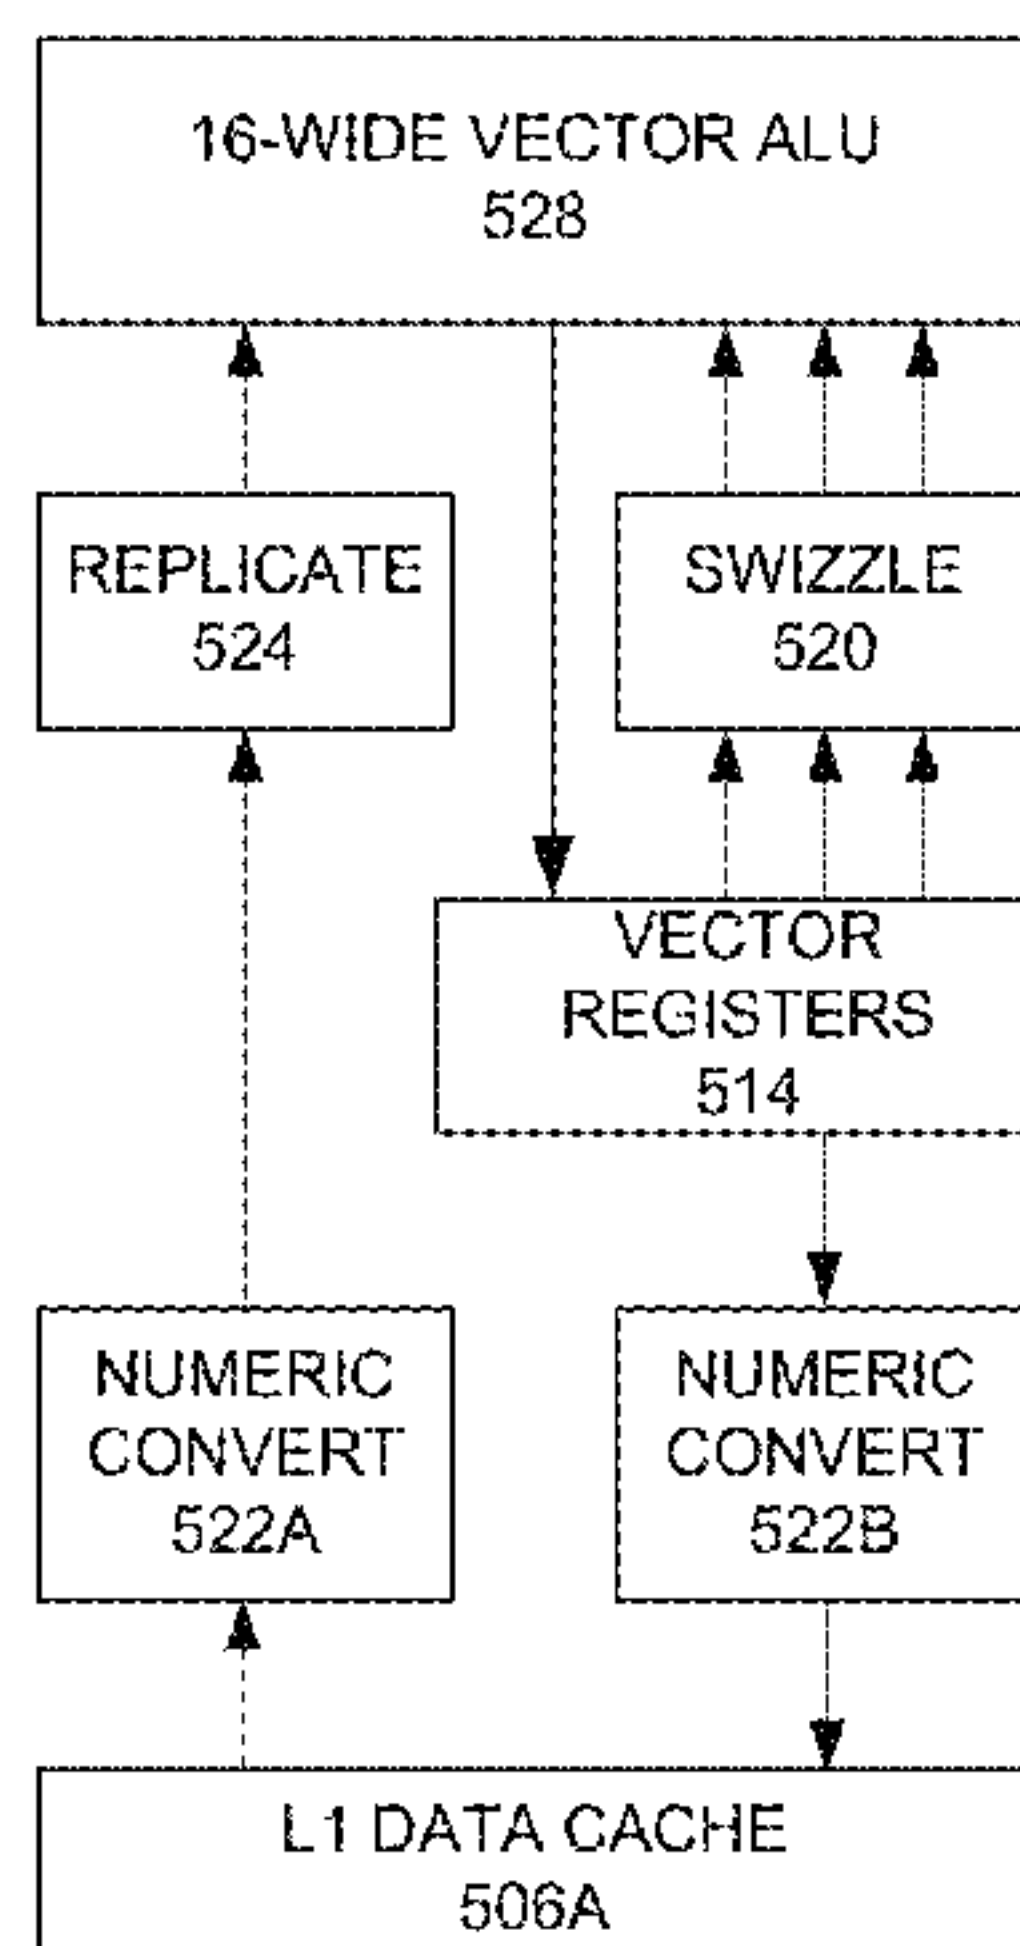 16-WIDE VECTOR ALU
528
REPLICATE
524
SWIZZLE
520
VECTOR
REGISTERS
514
NUMERIC
CONVERT
522A
NUMERIC
CONVERT
522B
L1 DATA CACHE
506A